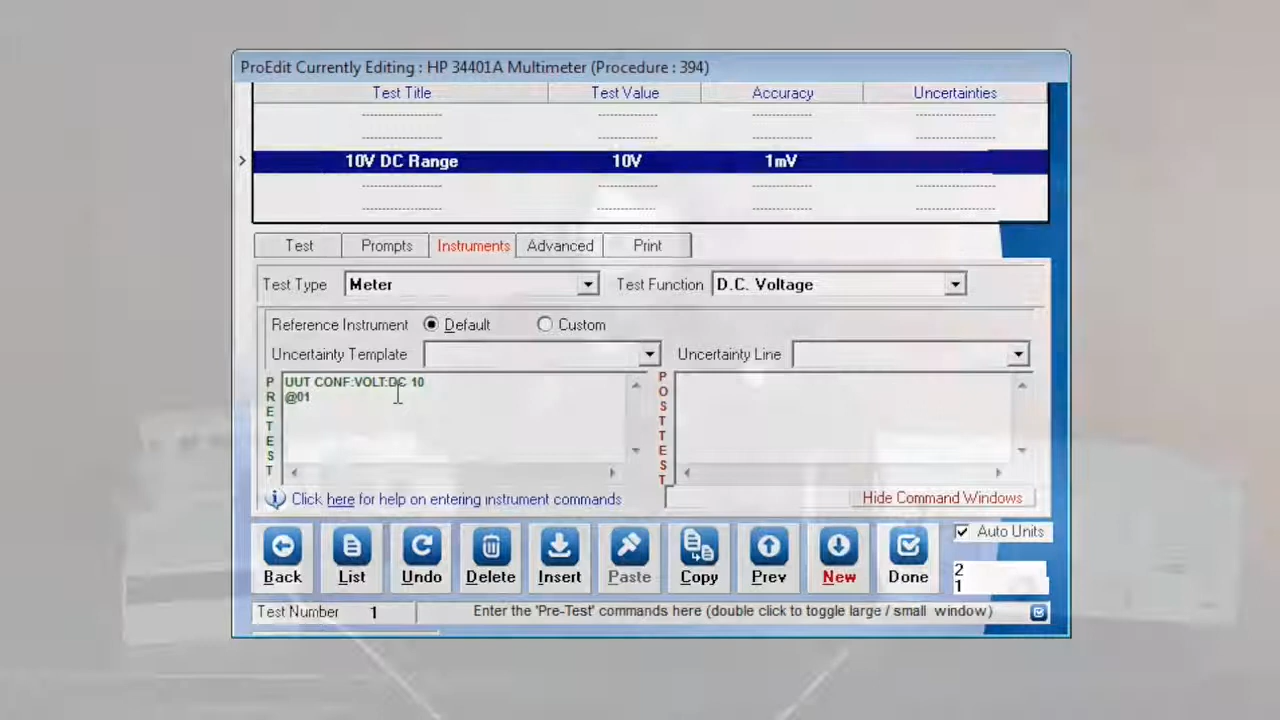 ProEdit Currently Editing : HP 34401A Multimeter (Procedure : 394)
Test Title Test Value Accuracy Uncertainties
10V DC Range 10V 1mV
Test Prompts Instruments Advanced Print
Test Type Meter Test Function D.C. Voltage
Reference Instrument Default Custom
Uncertainty Template Uncertainty Line
PRETEST
UUT CONF:VOLT:DC 10
@01
POSTTEST
Click here for help on entering instrument commands
Hide Command Windows
Back List Undo Delete Insert Paste Copy Prev New Done
Auto Units
2
1
Test Number 1 Enter the 'Pre-Test' commands here (double click to toggle large / small window)